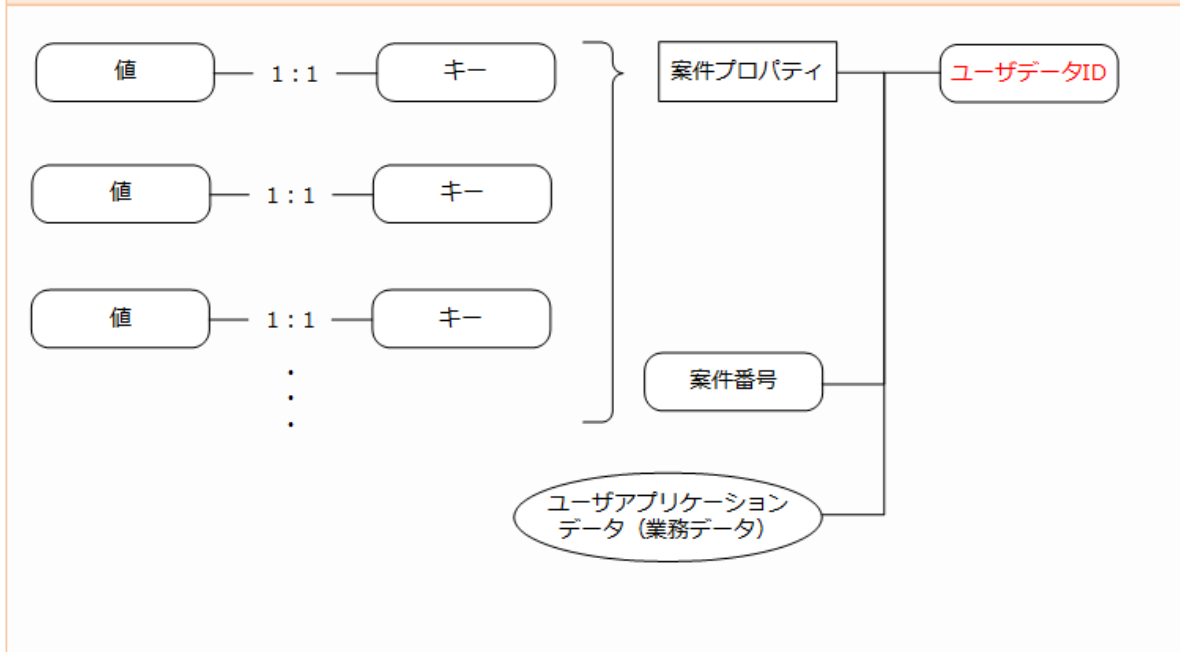 値
1：1
キー
案件プロパティ
ユーザデータID
値
1：1
キー
値
1：1
キー
案件番号
ユーザアプリケーション
データ（業務データ）